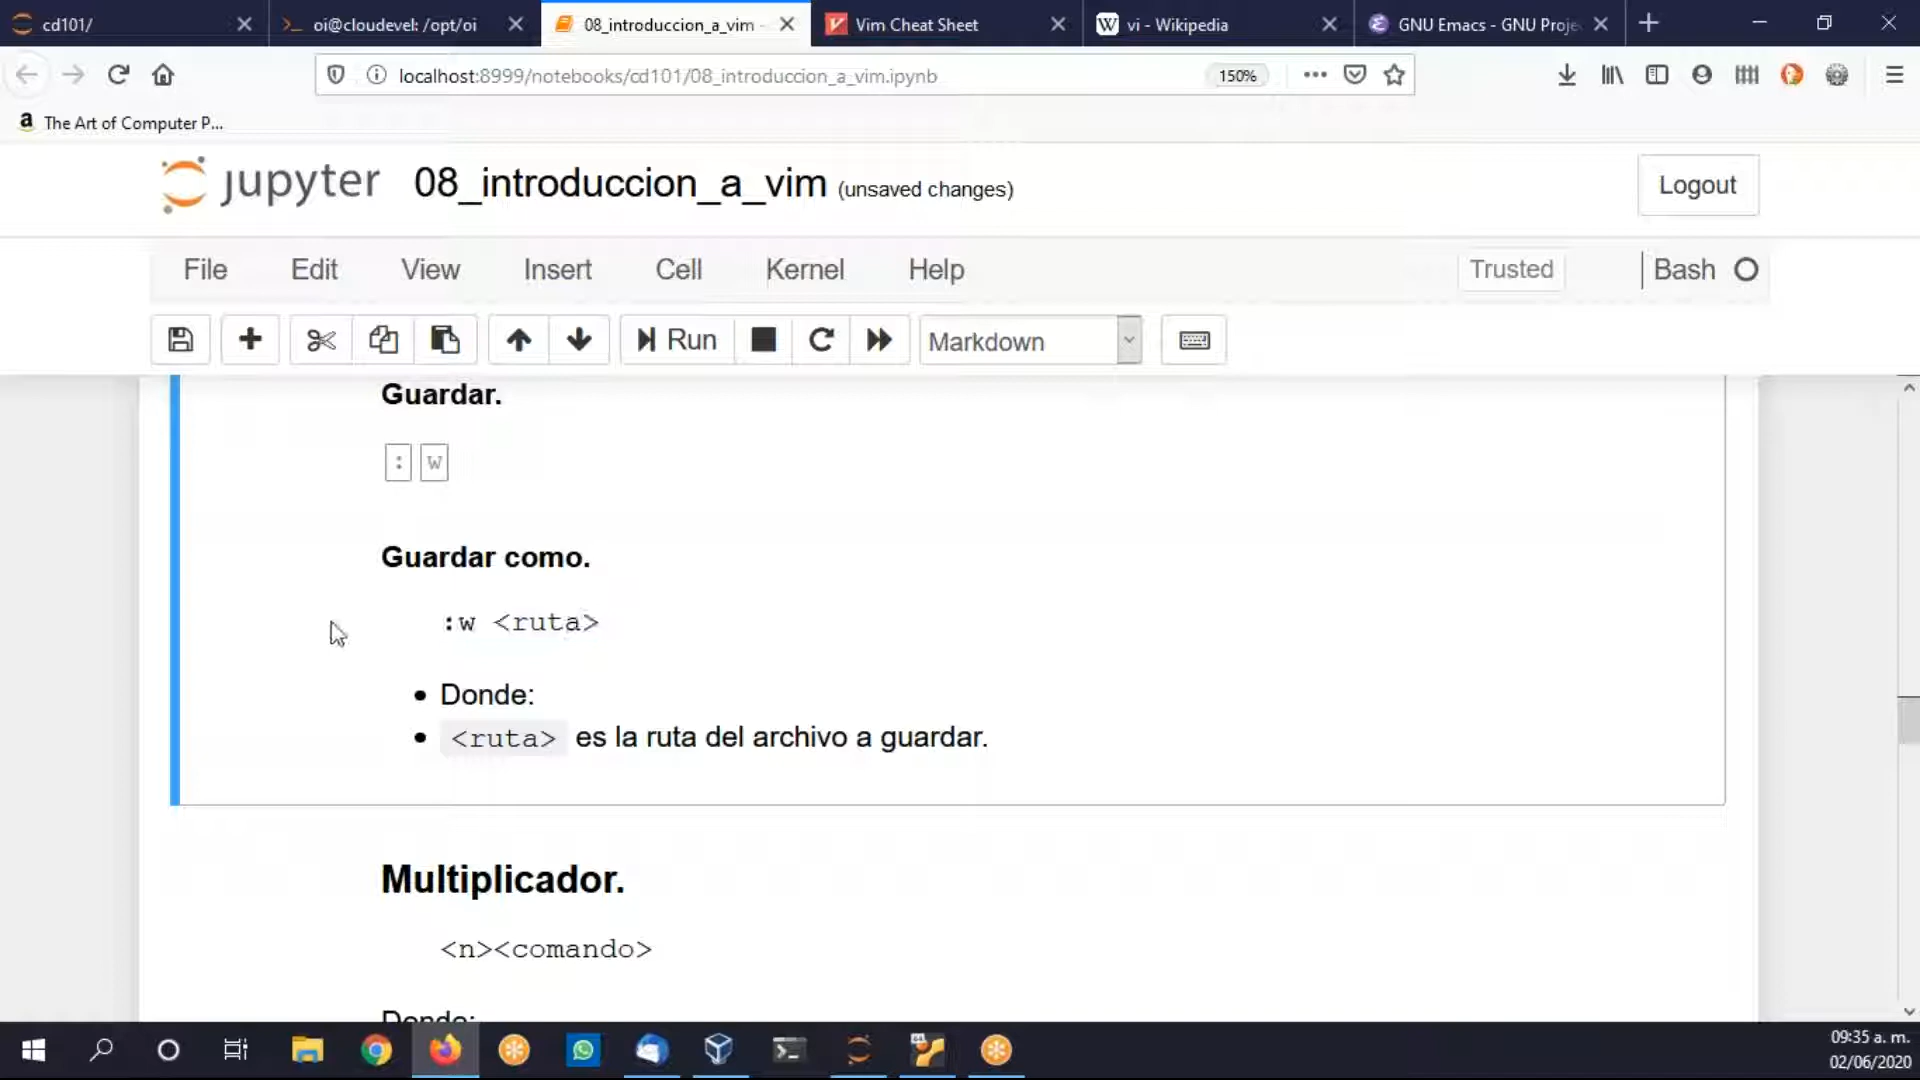 cd101/
oi@cloudevel: /opt/oi
08_introduccion_a_vim -
Vim Cheat Sheet
W vi - Wikipedia
GNU Emacs - GNU Proje
localhost:8999/notebooks/cd101/08_introduccion_a_vim.ipynb
150%
The Art of Computer P...
jupyter
08_introduccion_a_vim (unsaved changes)
Logout
File
Edit
View
Insert
Cell
Kernel
Help
Trusted
Bash
Run
Markdown
Guardar.
: w
Guardar como.
:w <ruta>
• Donde:
• <ruta> es la ruta del archivo a guardar.
Multiplicador.
<n><comando>
Donde:
09:35 a. m.
02/06/2020